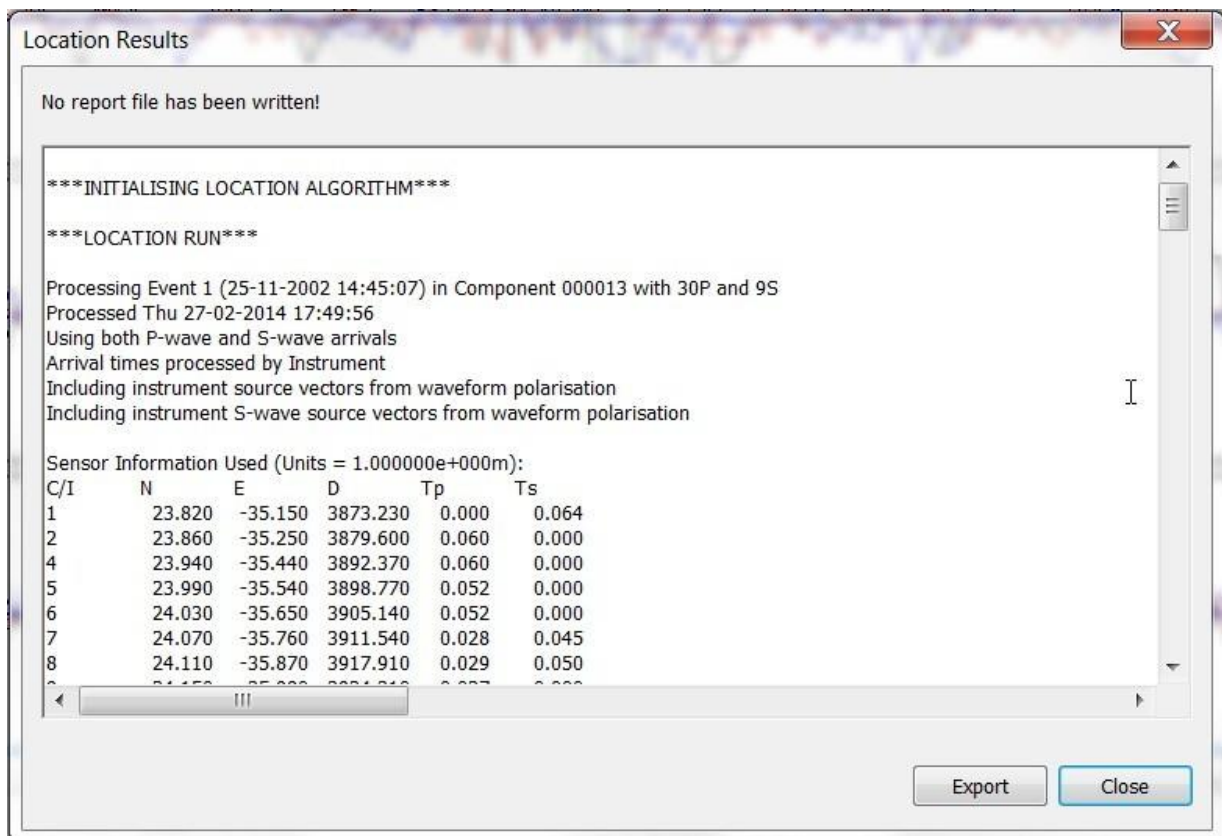 Location Results
No report file has been written!
***INITIALISING LOCATION ALGORITHM***
***LOCATION RUN***
Processing Event 1 (25-11-2002 14:45:07) in Component 000013 with 30P and 9S
Processed Thu 27-02-2014 17:49:56
Using both P-wave and S-wave arrivals
Arrival times processed by Instrument
Including instrument source vectors from waveform polarisation
Including instrument S-wave source vectors from waveform polarisation
Sensor Information Used (Units = 1.000000e+000m):
C/I N E D Tp Ts
1 23.820 -35.150 3873.230 0.000 0.064
2 23.860 -35.250 3879.600 0.060 0.000
4 23.940 -35.440 3892.370 0.060 0.000
5 23.990 -35.540 3898.770 0.052 0.000
6 24.030 -35.650 3905.140 0.052 0.000
7 24.070 -35.760 3911.540 0.028 0.045
8 24.110 -35.870 3917.910 0.029 0.050
Export Close